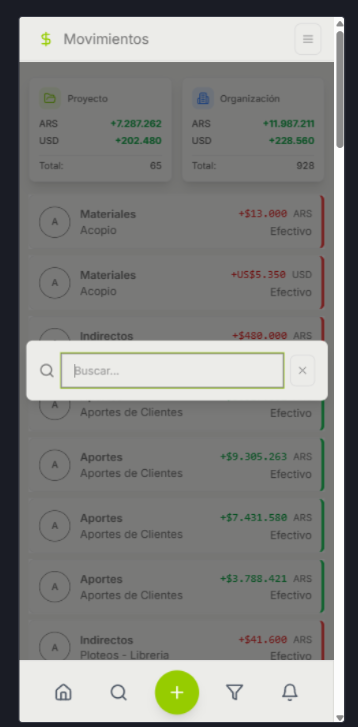 $ Movimientos
Proyecto
ARS +7.287.262
USD +202.480
Total: 65
Organización
ARS +11.987.211
USD +228.560
Total: 928
A Materiales +$13.000 ARS
Acopio Efectivo
A Materiales +US$5.350 USD
Acopio Efectivo
Indirectos +$480.000 ARS
Buscar...
A
Aportes de Clientes Efectivo
A Aportes +$9.305.263 ARS
Aportes de Clientes Efectivo
A Aportes +$7.431.580 ARS
Aportes de Clientes Efectivo
A Aportes +$3.788.421 ARS
Aportes de Clientes Efectivo
A Indirectos +$41.600 ARS
Ploteos - Libreria Efectivo